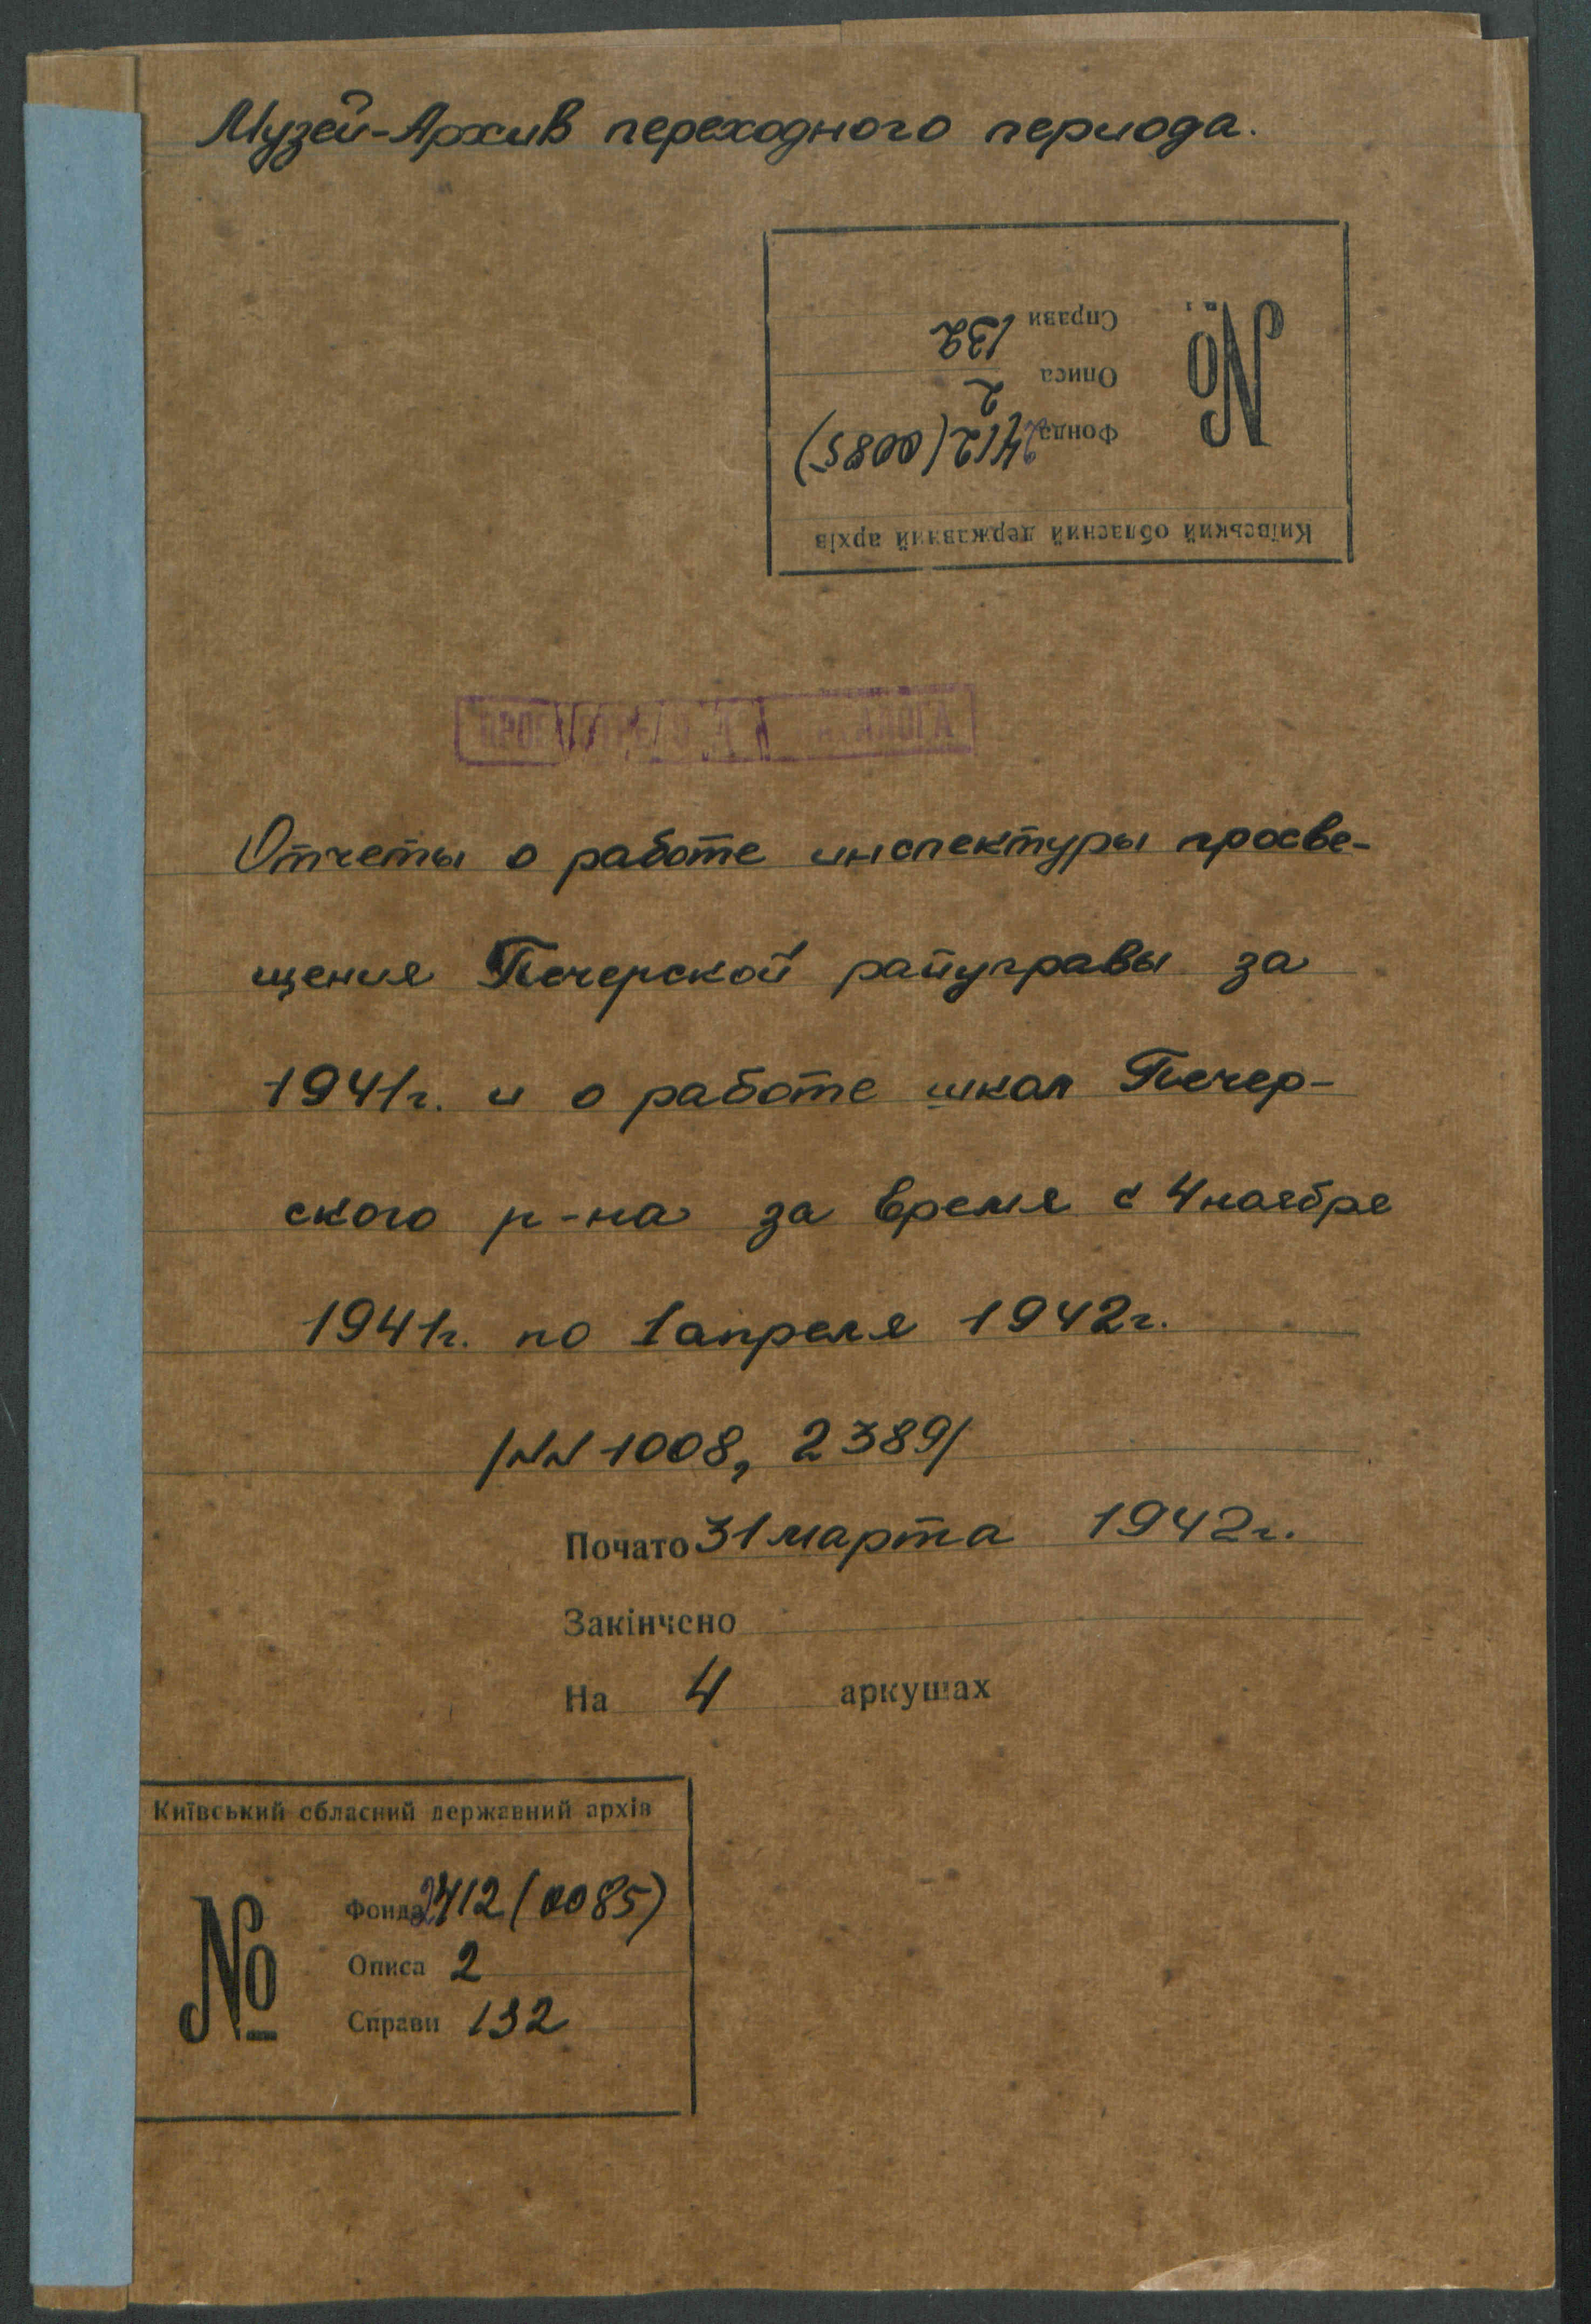 Музей-Архив переходного периода.
Київський обласний державний архів
№
Фонда 2412 (0085)
Описа 2
Справи 132
Отчеты о работе инспектуры просве-
щения Печерской райуправы за
1941г. и о работе школ Печер-
ского р-на за время с 4 ноября
1941г. по 1 апреля 1942г.
/NN 1008, 2389/
Почато 31 марта 1942г.
Закінчено
На 4 аркушах
Київський обласний державний архів
№
Фонда 2412 (0085)
Описа 2
Справи 132